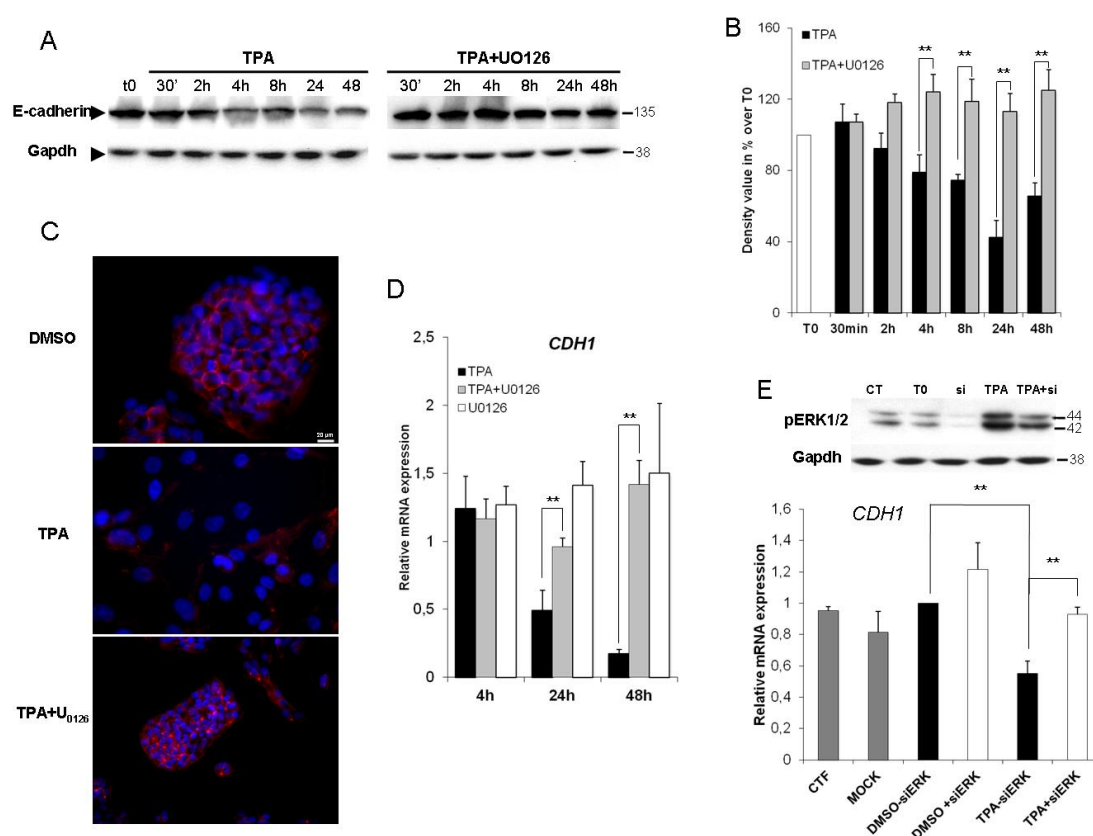 A
TPA
TPA+UO126
t0 30' 2h 4h 8h 24 48
30' 2h 4h 8h 24h 48h
E-cadherin
135
Gapdh
38
B
TPA
TPA+U0126
** ** ** **
Density value in % over T0
160
120
80
40
0
T0 30min 2h 4h 8h 24h 48h
C
DMSO
20 µm
TPA
TPA+U0126
D
CDH1
TPA
TPA+U0126
U0126
** **
Relative mRNA expression
2,5
2
1,5
1
0,5
0
4h 24h 48h
E
CT T0 si TPA TPA+si
pERK1/2
44
42
Gapdh
38
CDH1
**
**
Relative mRNA expression
1,6
1,4
1,2
1
0,8
0,6
0,4
0,2
0
CTF
MOCK
DMSO-siERK
DMSO +siERK
TPA-siERK
TPA+siERK